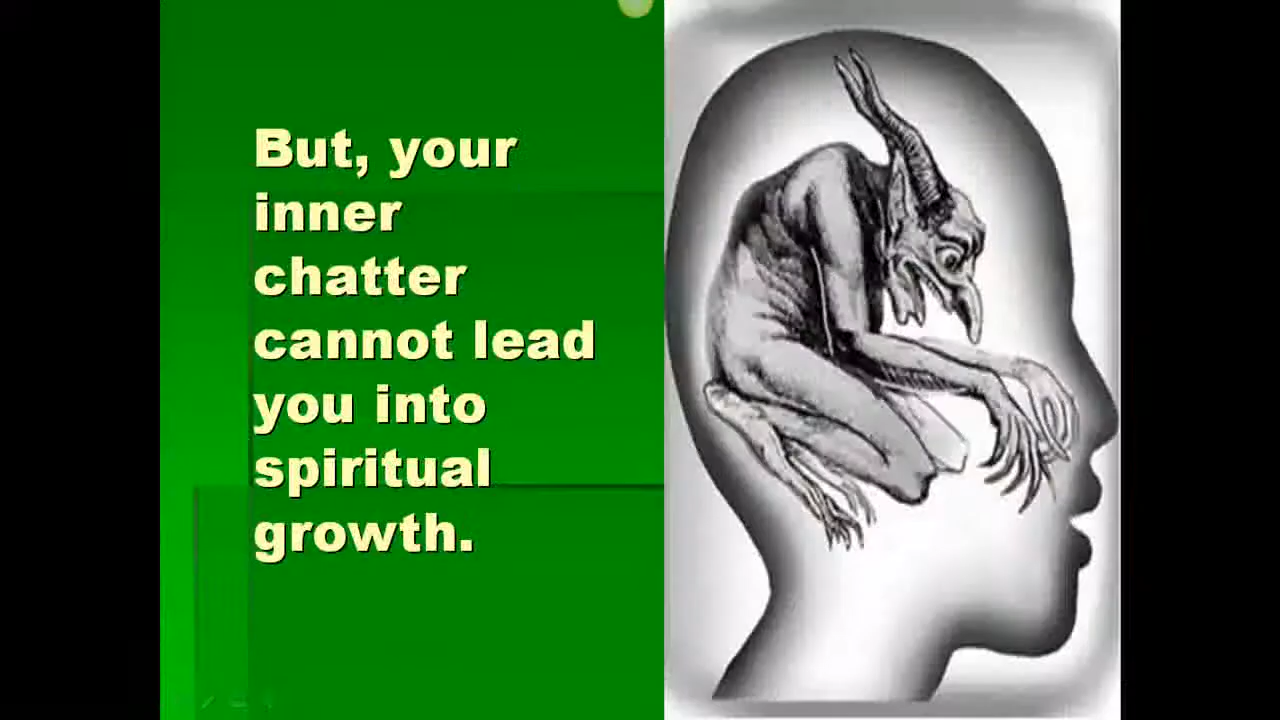 But, your
inner
chatter
cannot lead
you into
spiritual
growth.